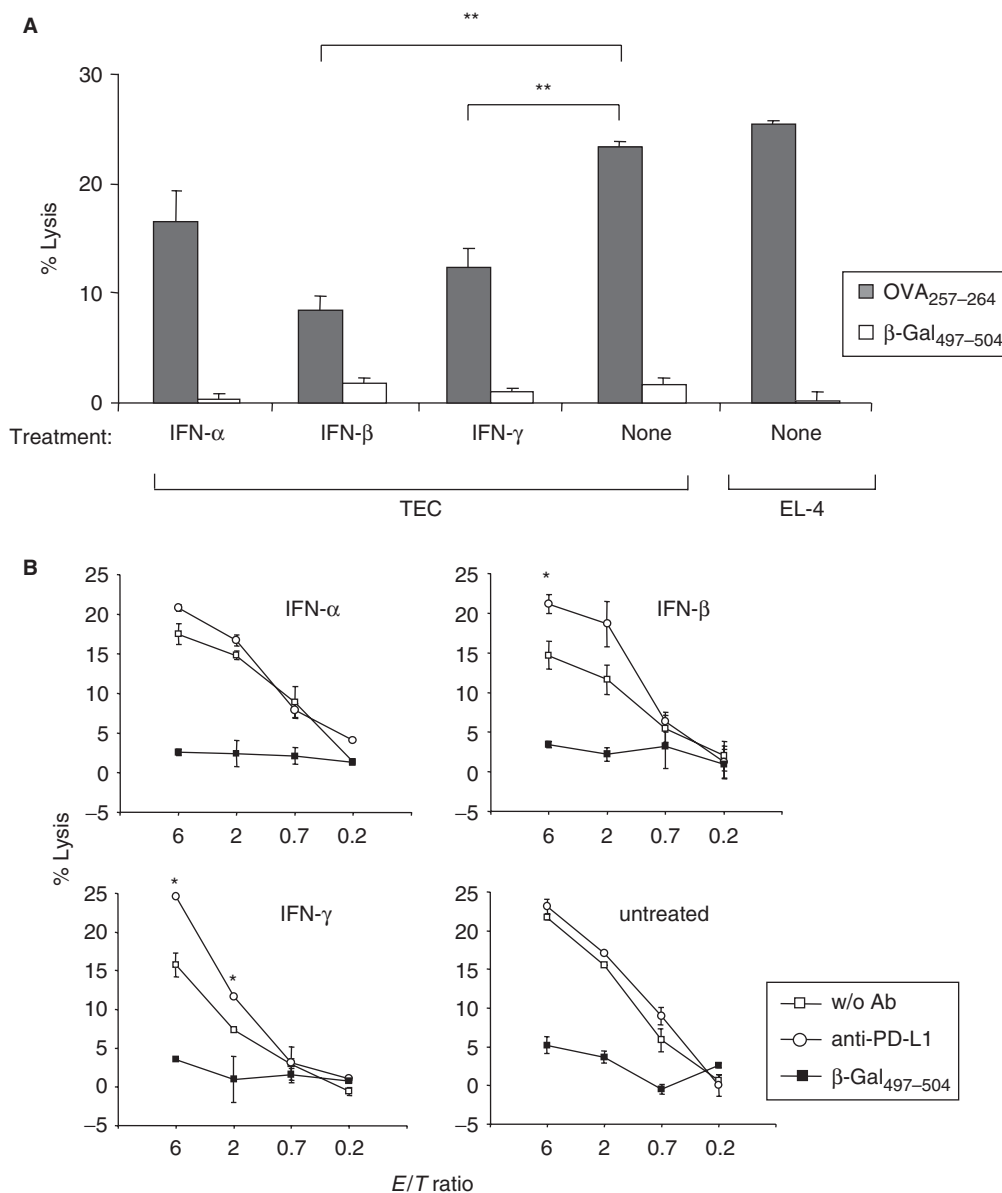 A
**
**
30
20
10
0
% Lysis
OVA257–264
β-Gal497–504
Treatment: IFN-α IFN-β IFN-γ None None
TEC EL-4
B
25
20
15
10
5
0
–5
IFN-α
6 2 0.7 0.2
25
20
15
10
5
0
–5
*
IFN-β
6 2 0.7 0.2
% Lysis
25
20
15
10
5
0
–5
*
*
IFN-γ
6 2 0.7 0.2
25
20
15
10
5
0
–5
untreated
6 2 0.7 0.2
w/o Ab
anti-PD-L1
β-Gal497–504
E/T ratio